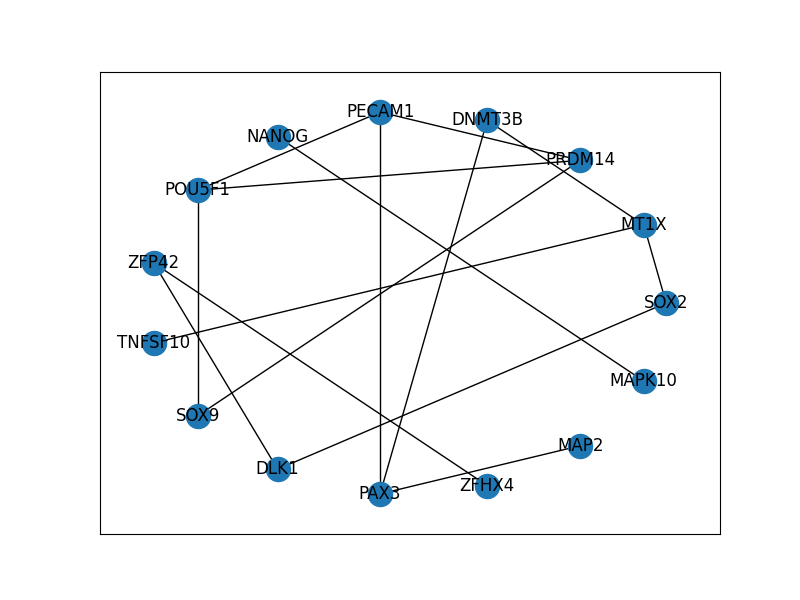 PECAM1
DNMT3B
NANOG
PRDM14
POU5F1
MT1X
ZFP42
SOX2
TNFSF10
MAPK10
SOX9
MAP2
DLK1
ZFHX4
PAX3